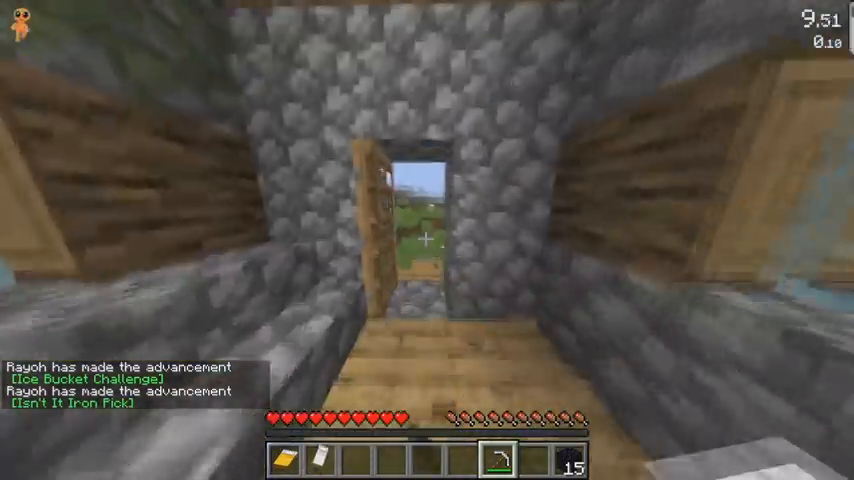 9.51
0.10
Rayoh has made the advancement
[Ice Bucket Challenge]
Rayoh has made the advancement
[Isn't It Iron Pick]
15